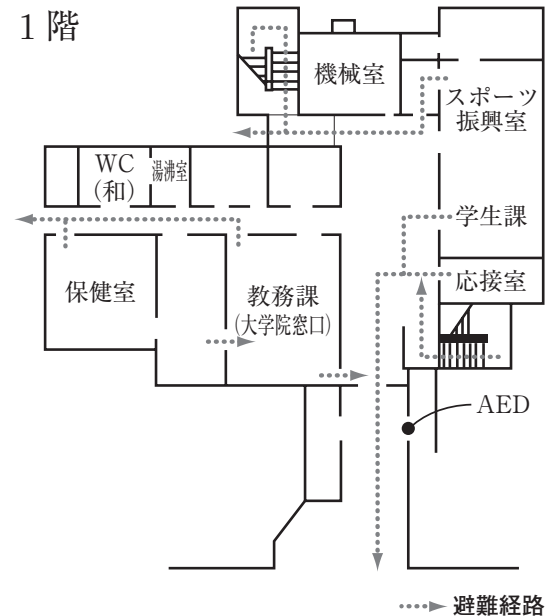 1 階
機械室
スポーツ
振興室
WC
(和)
湯沸室
学生課
保健室
教務課
(大学院窓口)
応接室
AED
避難経路